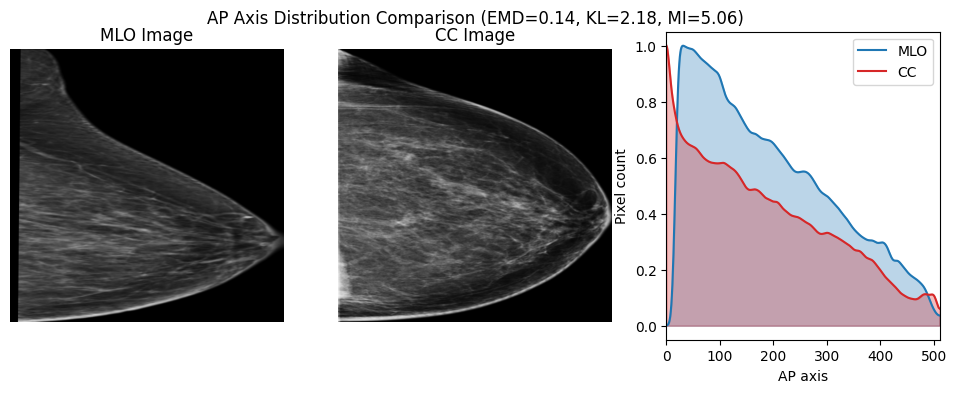 AP Axis Distribution Comparison (EMD=0.14, KL=2.18, MI=5.06)
MLO Image
CC Image
MLO
CC
Pixel count
1.0
0.8
0.6
0.4
0.2
0.0
0 100 200 300 400 500
AP axis